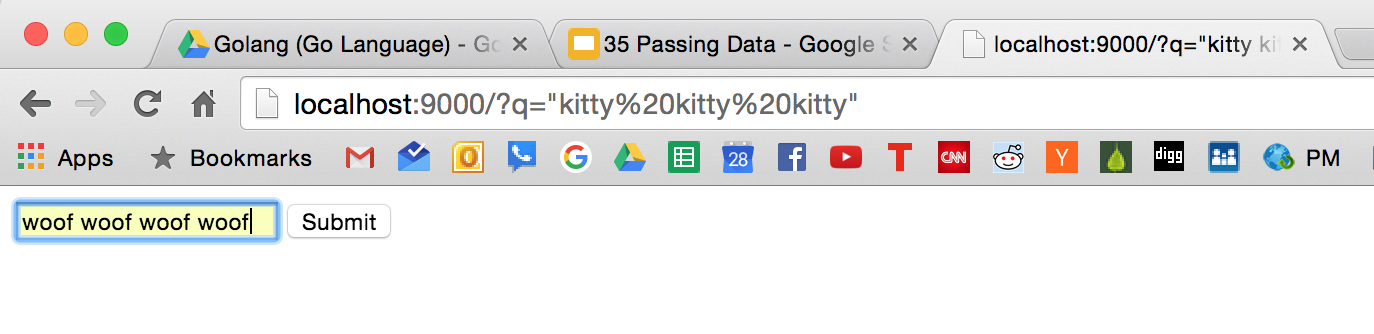 Golang (Go Language) - Go
35 Passing Data - Google S
localhost:9000/?q="kitty kit
localhost:9000/?q="kitty%20kitty%20kitty"
Apps
Bookmarks
28
f
T
CNN
Y
digg
PM
woof woof woof woof
Submit